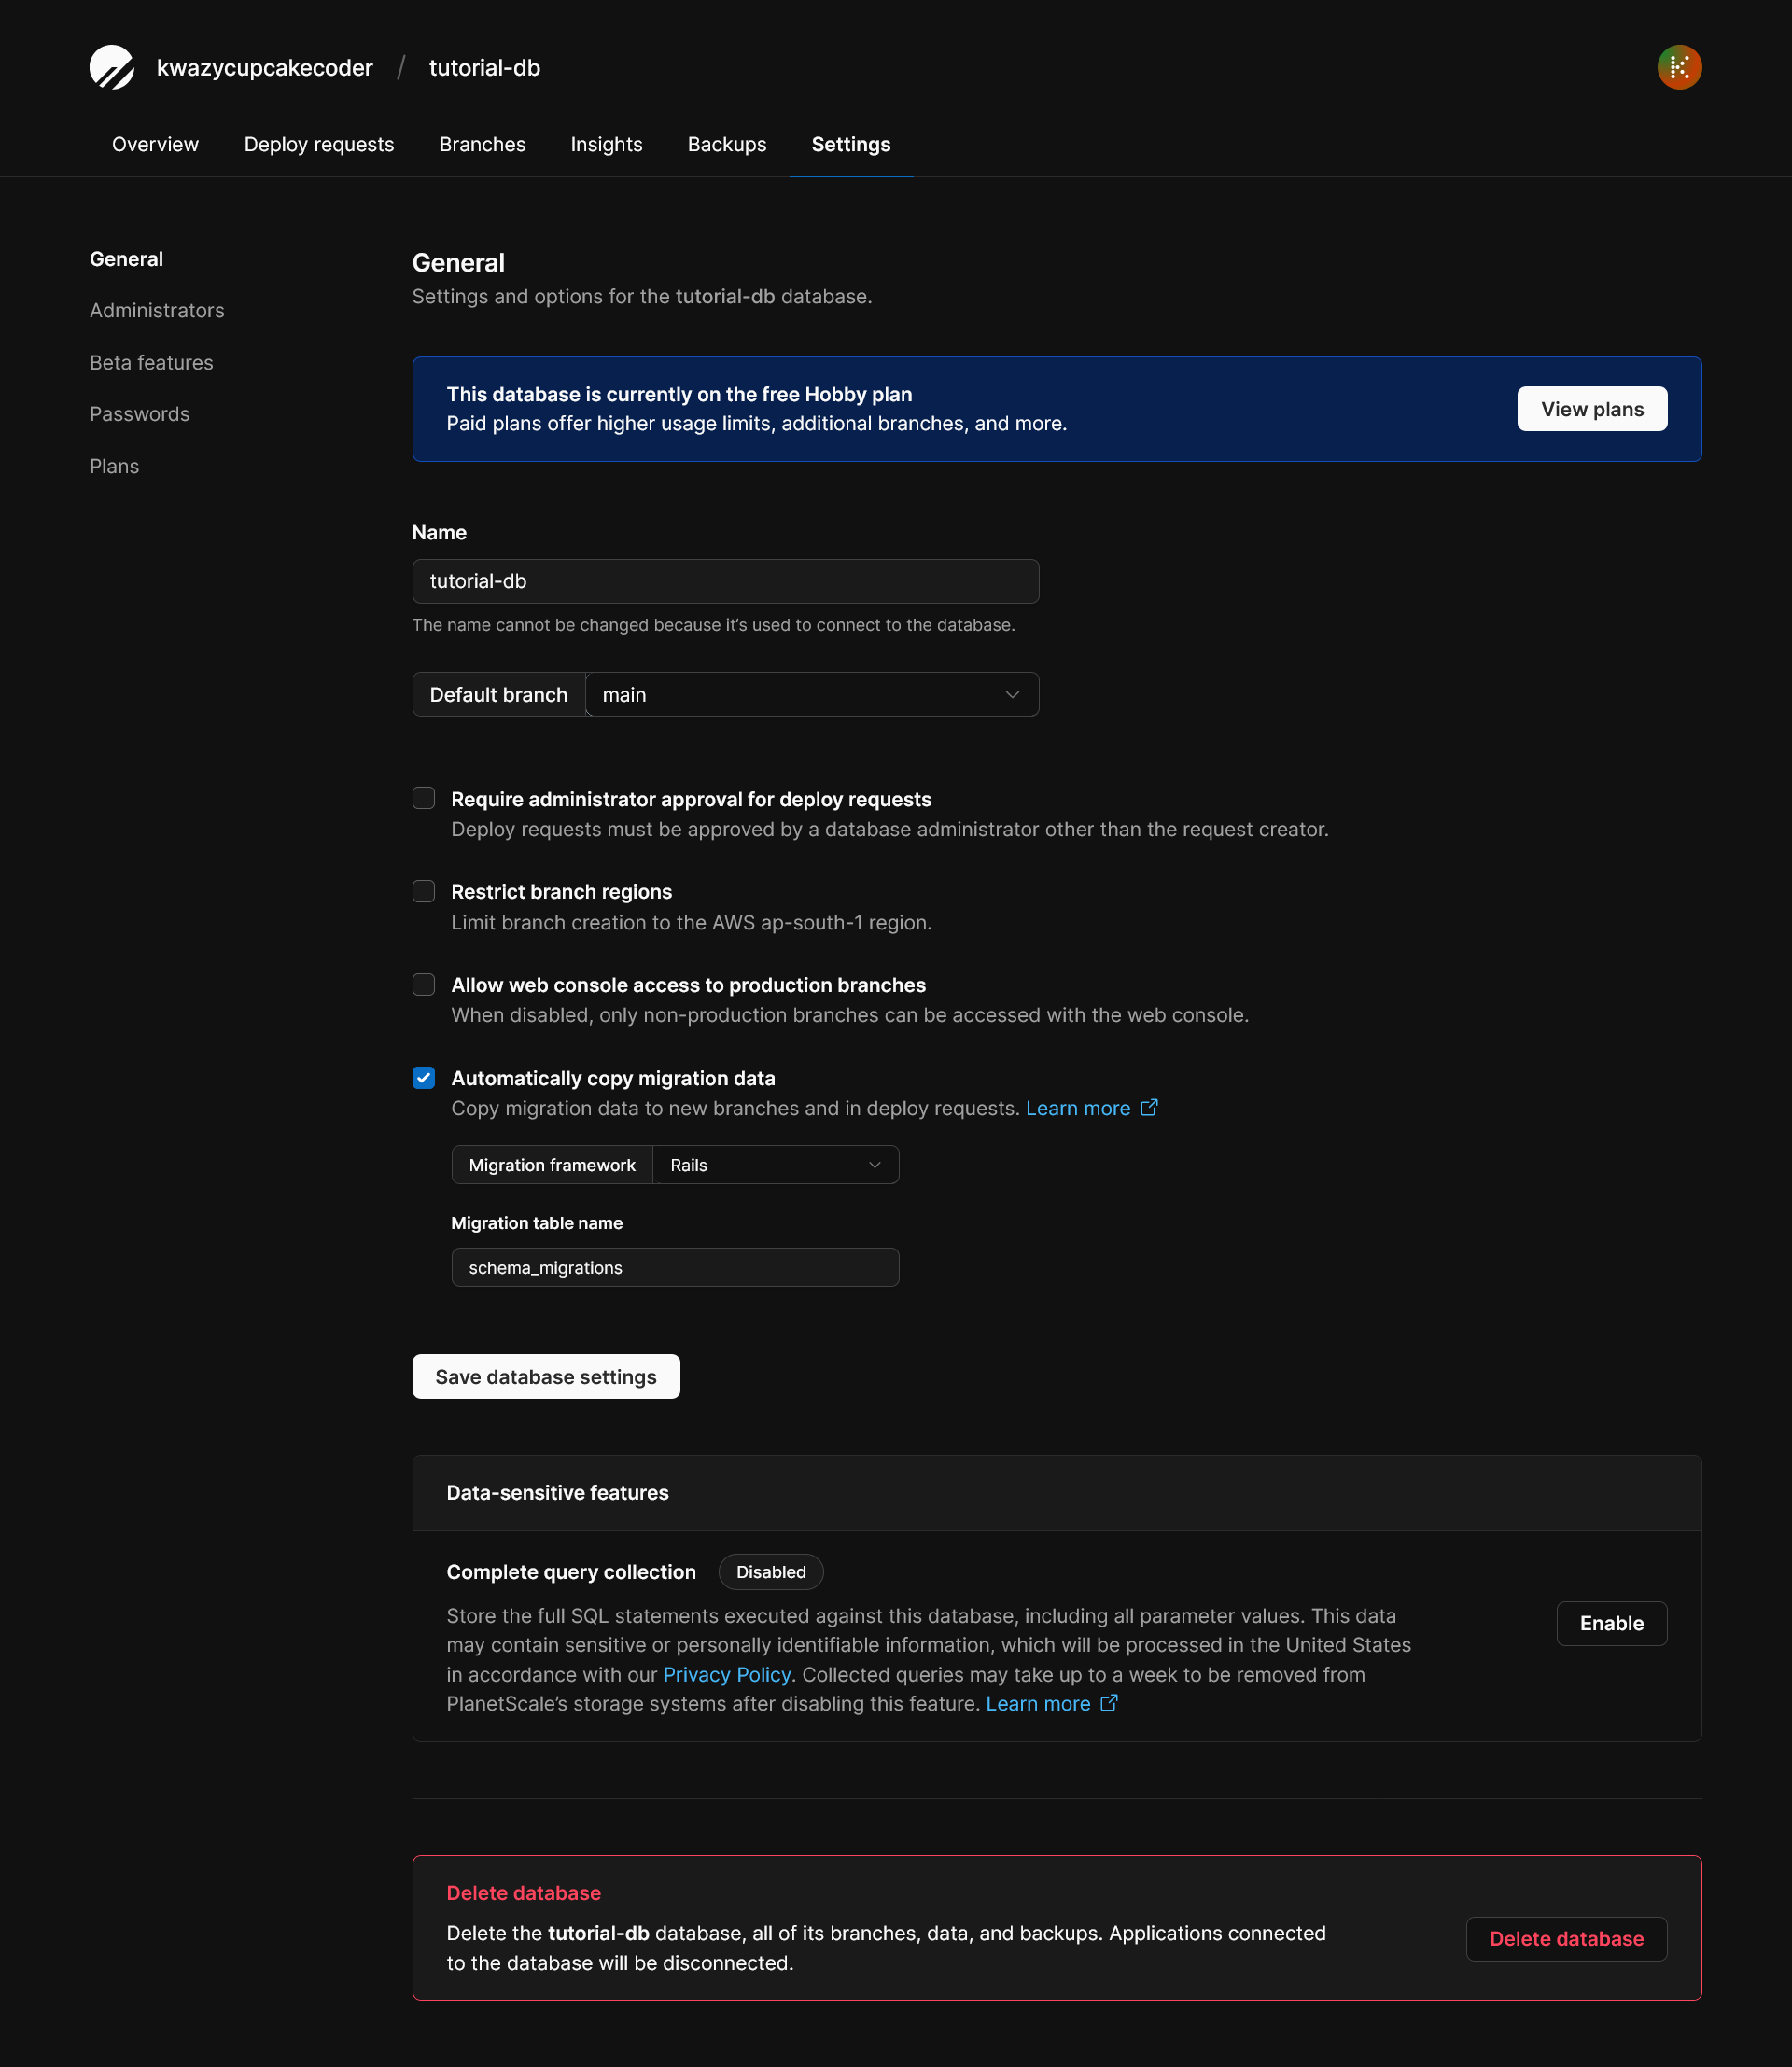 kwazycupcakecoder / tutorial-db
Overview Deploy requests Branches Insights Backups Settings
General
Administrators
Beta features
Passwords
Plans
General
Settings and options for the tutorial-db database.
This database is currently on the free Hobby plan
Paid plans offer higher usage limits, additional branches, and more.
View plans
Name
tutorial-db
The name cannot be changed because it's used to connect to the database.
Default branch main
Require administrator approval for deploy requests
Deploy requests must be approved by a database administrator other than the request creator.
Restrict branch regions
Limit branch creation to the AWS ap-south-1 region.
Allow web console access to production branches
When disabled, only non-production branches can be accessed with the web console.
Automatically copy migration data
Copy migration data to new branches and in deploy requests. Learn more
Migration framework Rails
Migration table name
schema_migrations
Save database settings
Data-sensitive features
Complete query collection Disabled
Store the full SQL statements executed against this database, including all parameter values. This data
may contain sensitive or personally identifiable information, which will be processed in the United States
in accordance with our Privacy Policy. Collected queries may take up to a week to be removed from
PlanetScale’s storage systems after disabling this feature. Learn more
Enable
Delete database
Delete the tutorial-db database, all of its branches, data, and backups. Applications connected
to the database will be disconnected.
Delete database